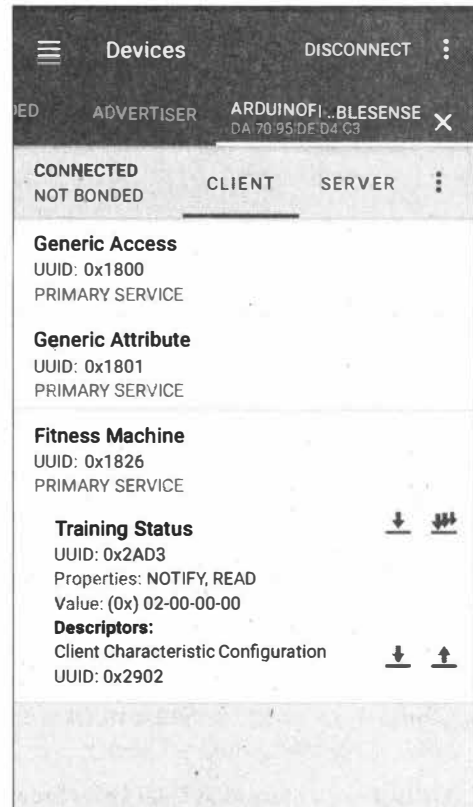 Devices DISCONNECT
DED ADVERTISER ARDUINOFI..BLESENSE
DA:70:95:DE:D4:C3
CONNECTED
NOT BONDED CLIENT SERVER
Generic Access
UUID: 0x1800
PRIMARY SERVICE
Generic Attribute
UUID: 0x1801
PRIMARY SERVICE
Fitness Machine
UUID: 0x1826
PRIMARY SERVICE
Training Status
UUID: 0x2AD3
Properties: NOTIFY, READ
Value: (0x) 02-00-00-00
Descriptors:
Client Characteristic Configuration
UUID: 0x2902